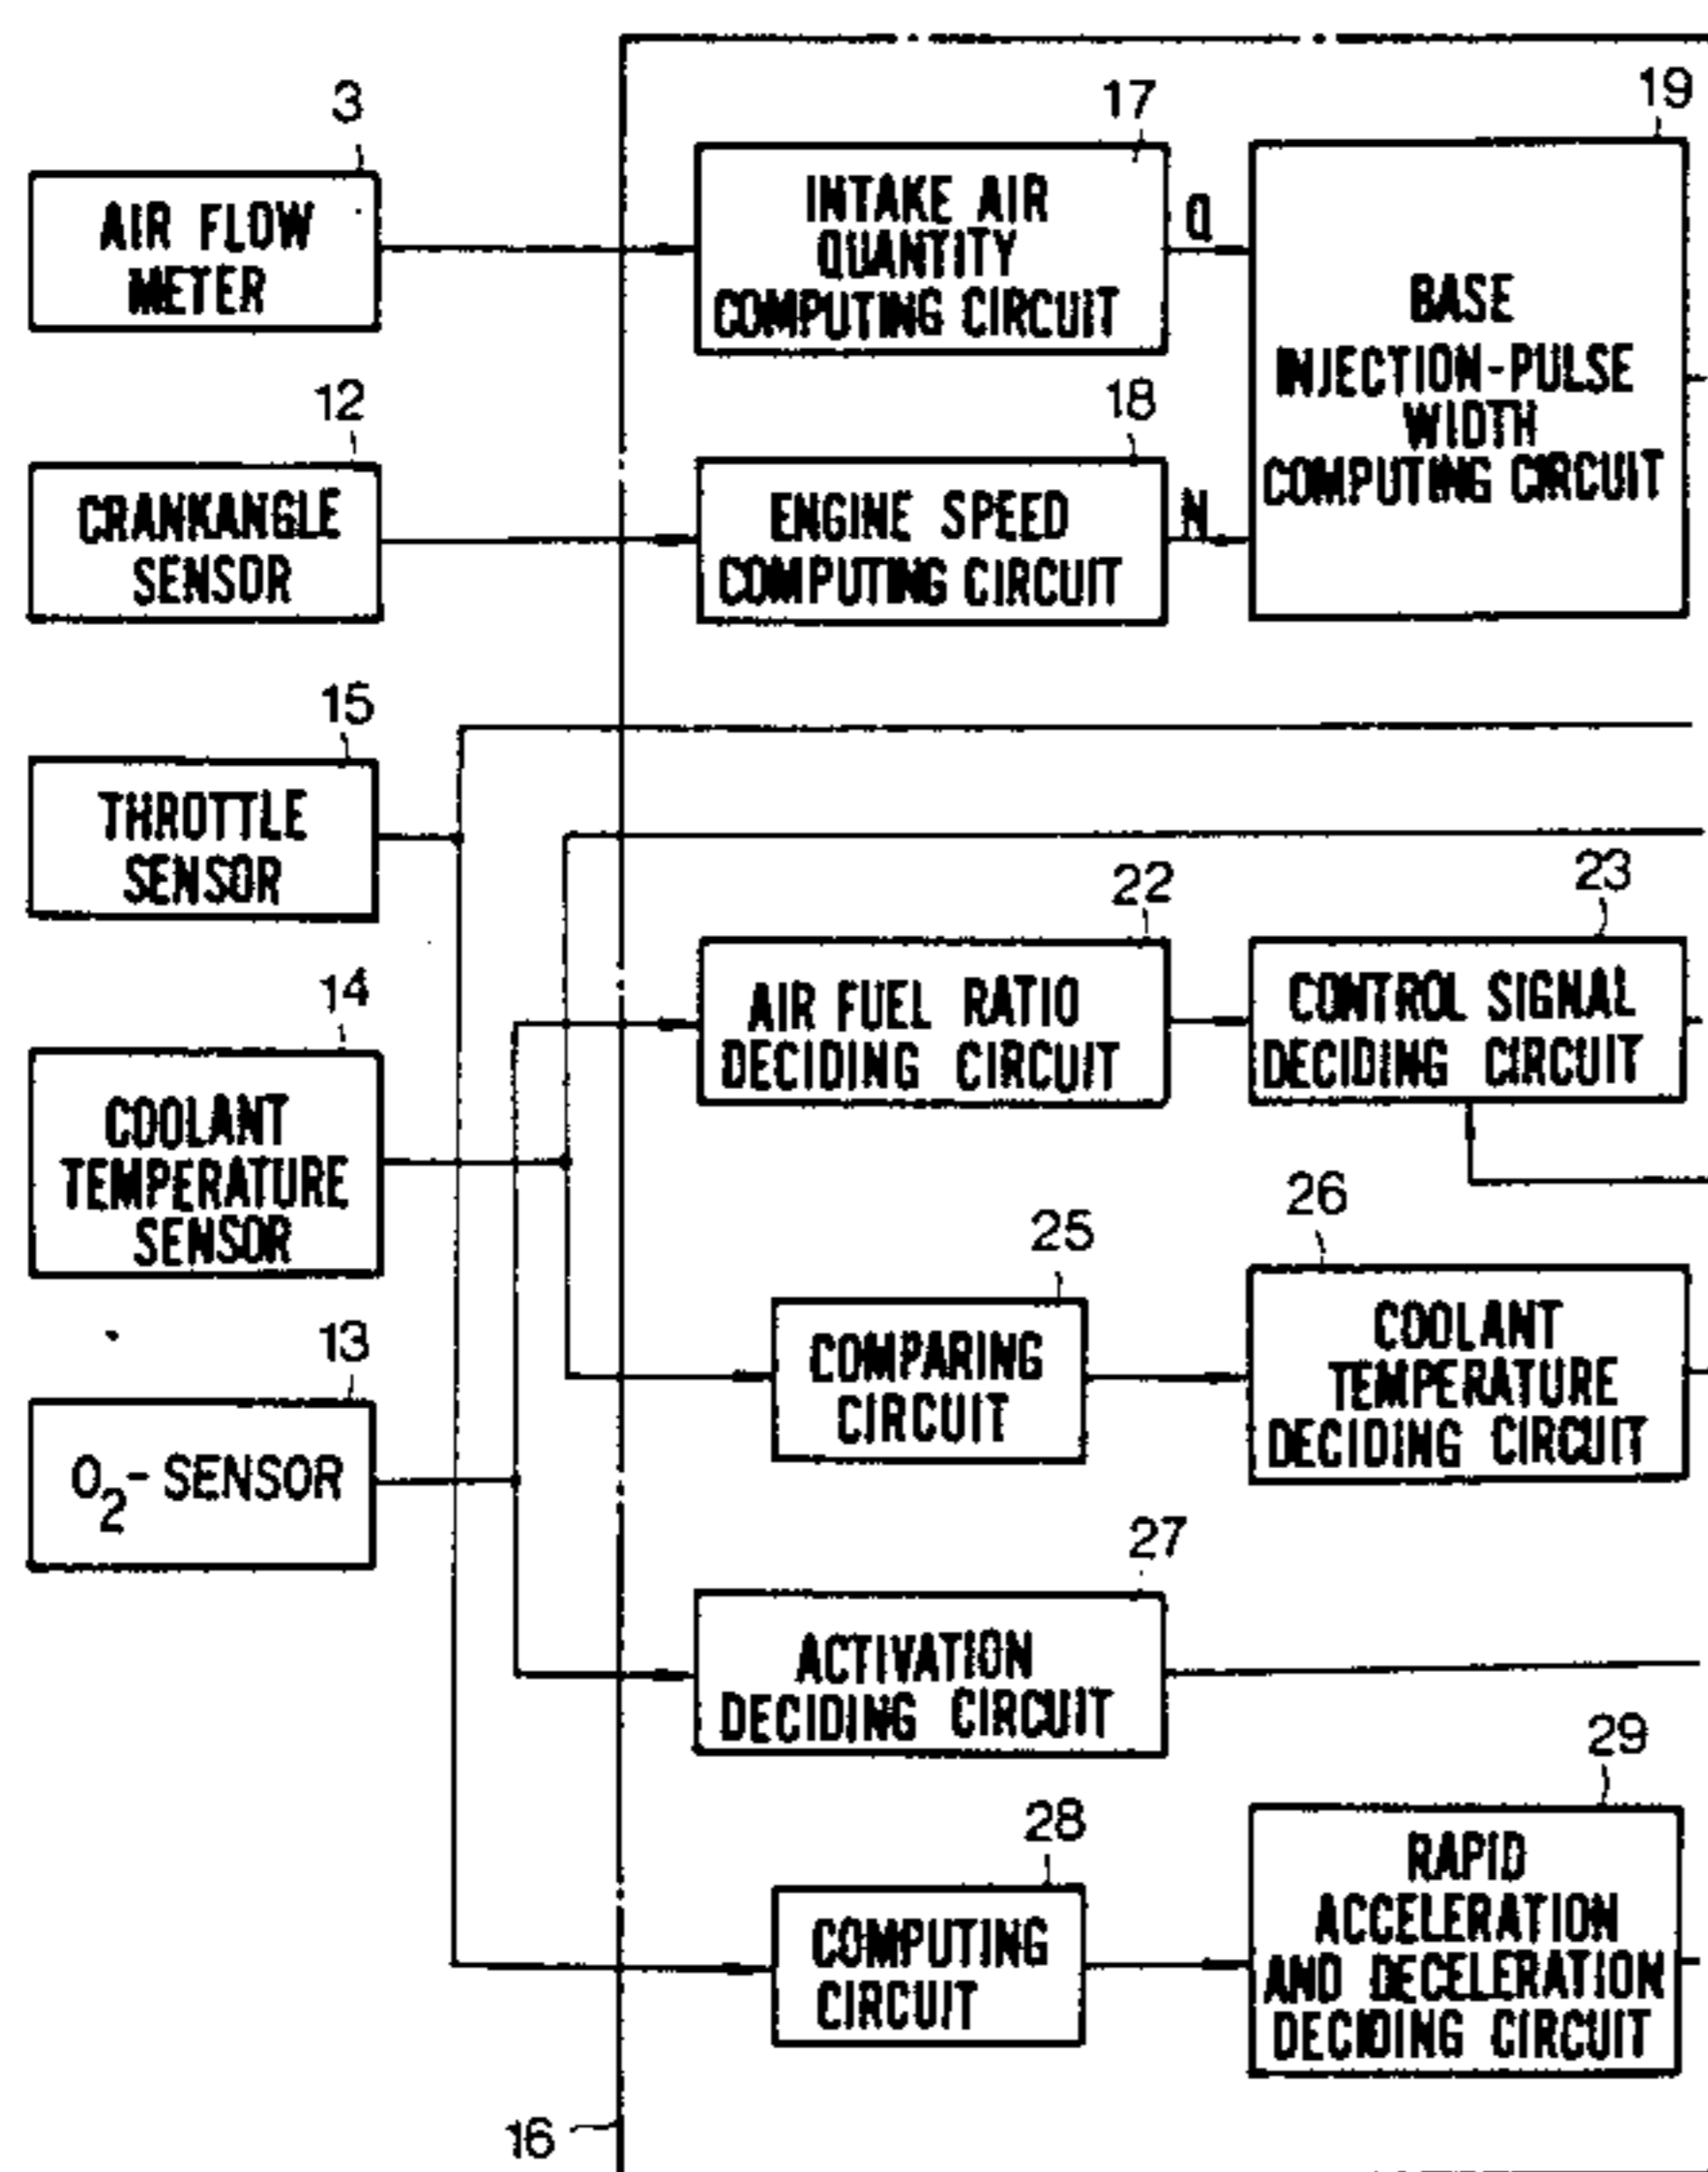 3
AIR FLOW
METER
17
INTAKE AIR
QUANTITY
COMPUTING CIRCUIT
Q
19
BASE
INJECTION-PULSE
WIDTH
COMPUTING CIRCUIT
12
CRANKANGLE
SENSOR
18
ENGINE SPEED
COMPUTING CIRCUIT
N
15
THROTTLE
SENSOR
22
AIR FUEL RATIO
DECIDING CIRCUIT
23
CONTROL SIGNAL
DECIDING CIRCUIT
14
COOLANT
TEMPERATURE
SENSOR
25
COMPARING
CIRCUIT
26
COOLANT
TEMPERATURE
DECIDING CIRCUIT
13
O2-SENSOR
27
ACTIVATION
DECIDING CIRCUIT
28
COMPUTING
CIRCUIT
29
RAPID
ACCELERATION
AND DECELERATION
DECIDING CIRCUIT
16